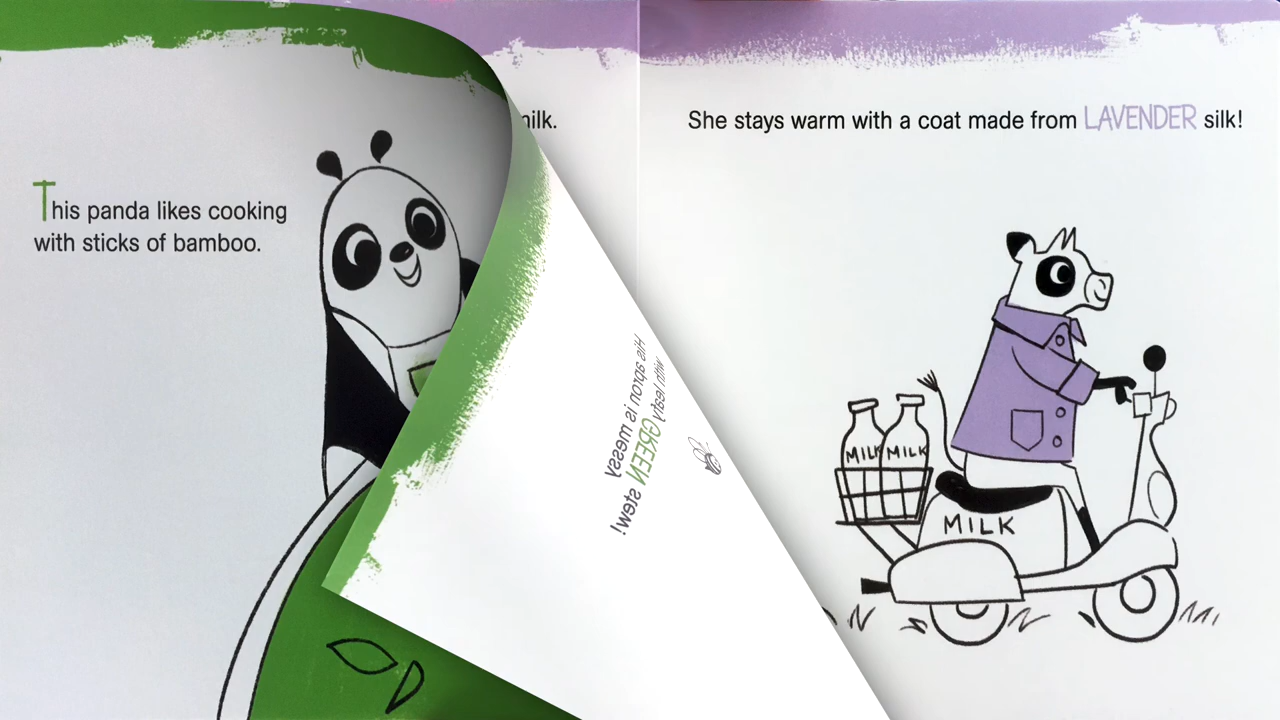 This panda likes cooking
with sticks of bamboo.
milk.
She stays warm with a coat made from LAVENDER silk!
His apron is messy
with leafy GREEN stew!
MILK MILK
MILK